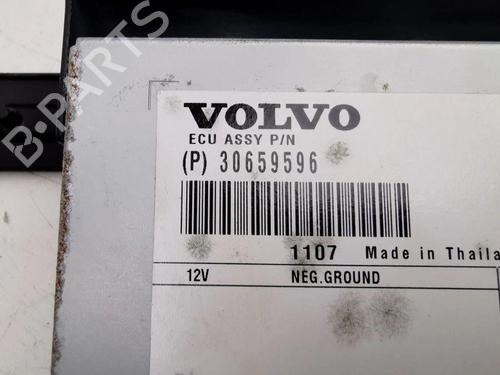 B-PARTS
VOLVO
ECU ASSY P/N
(P) 30659596
1107 Made in Thaila
12V NEG.GROUND